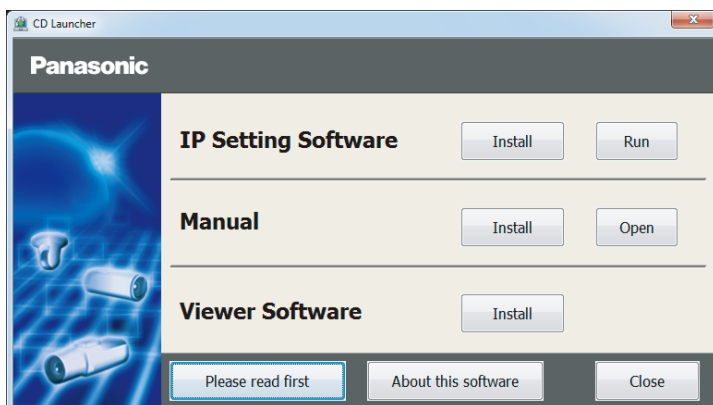 CD Launcher
Panasonic
IP Setting Software Install Run
Manual Install Open
Viewer Software Install
Please read first About this software Close